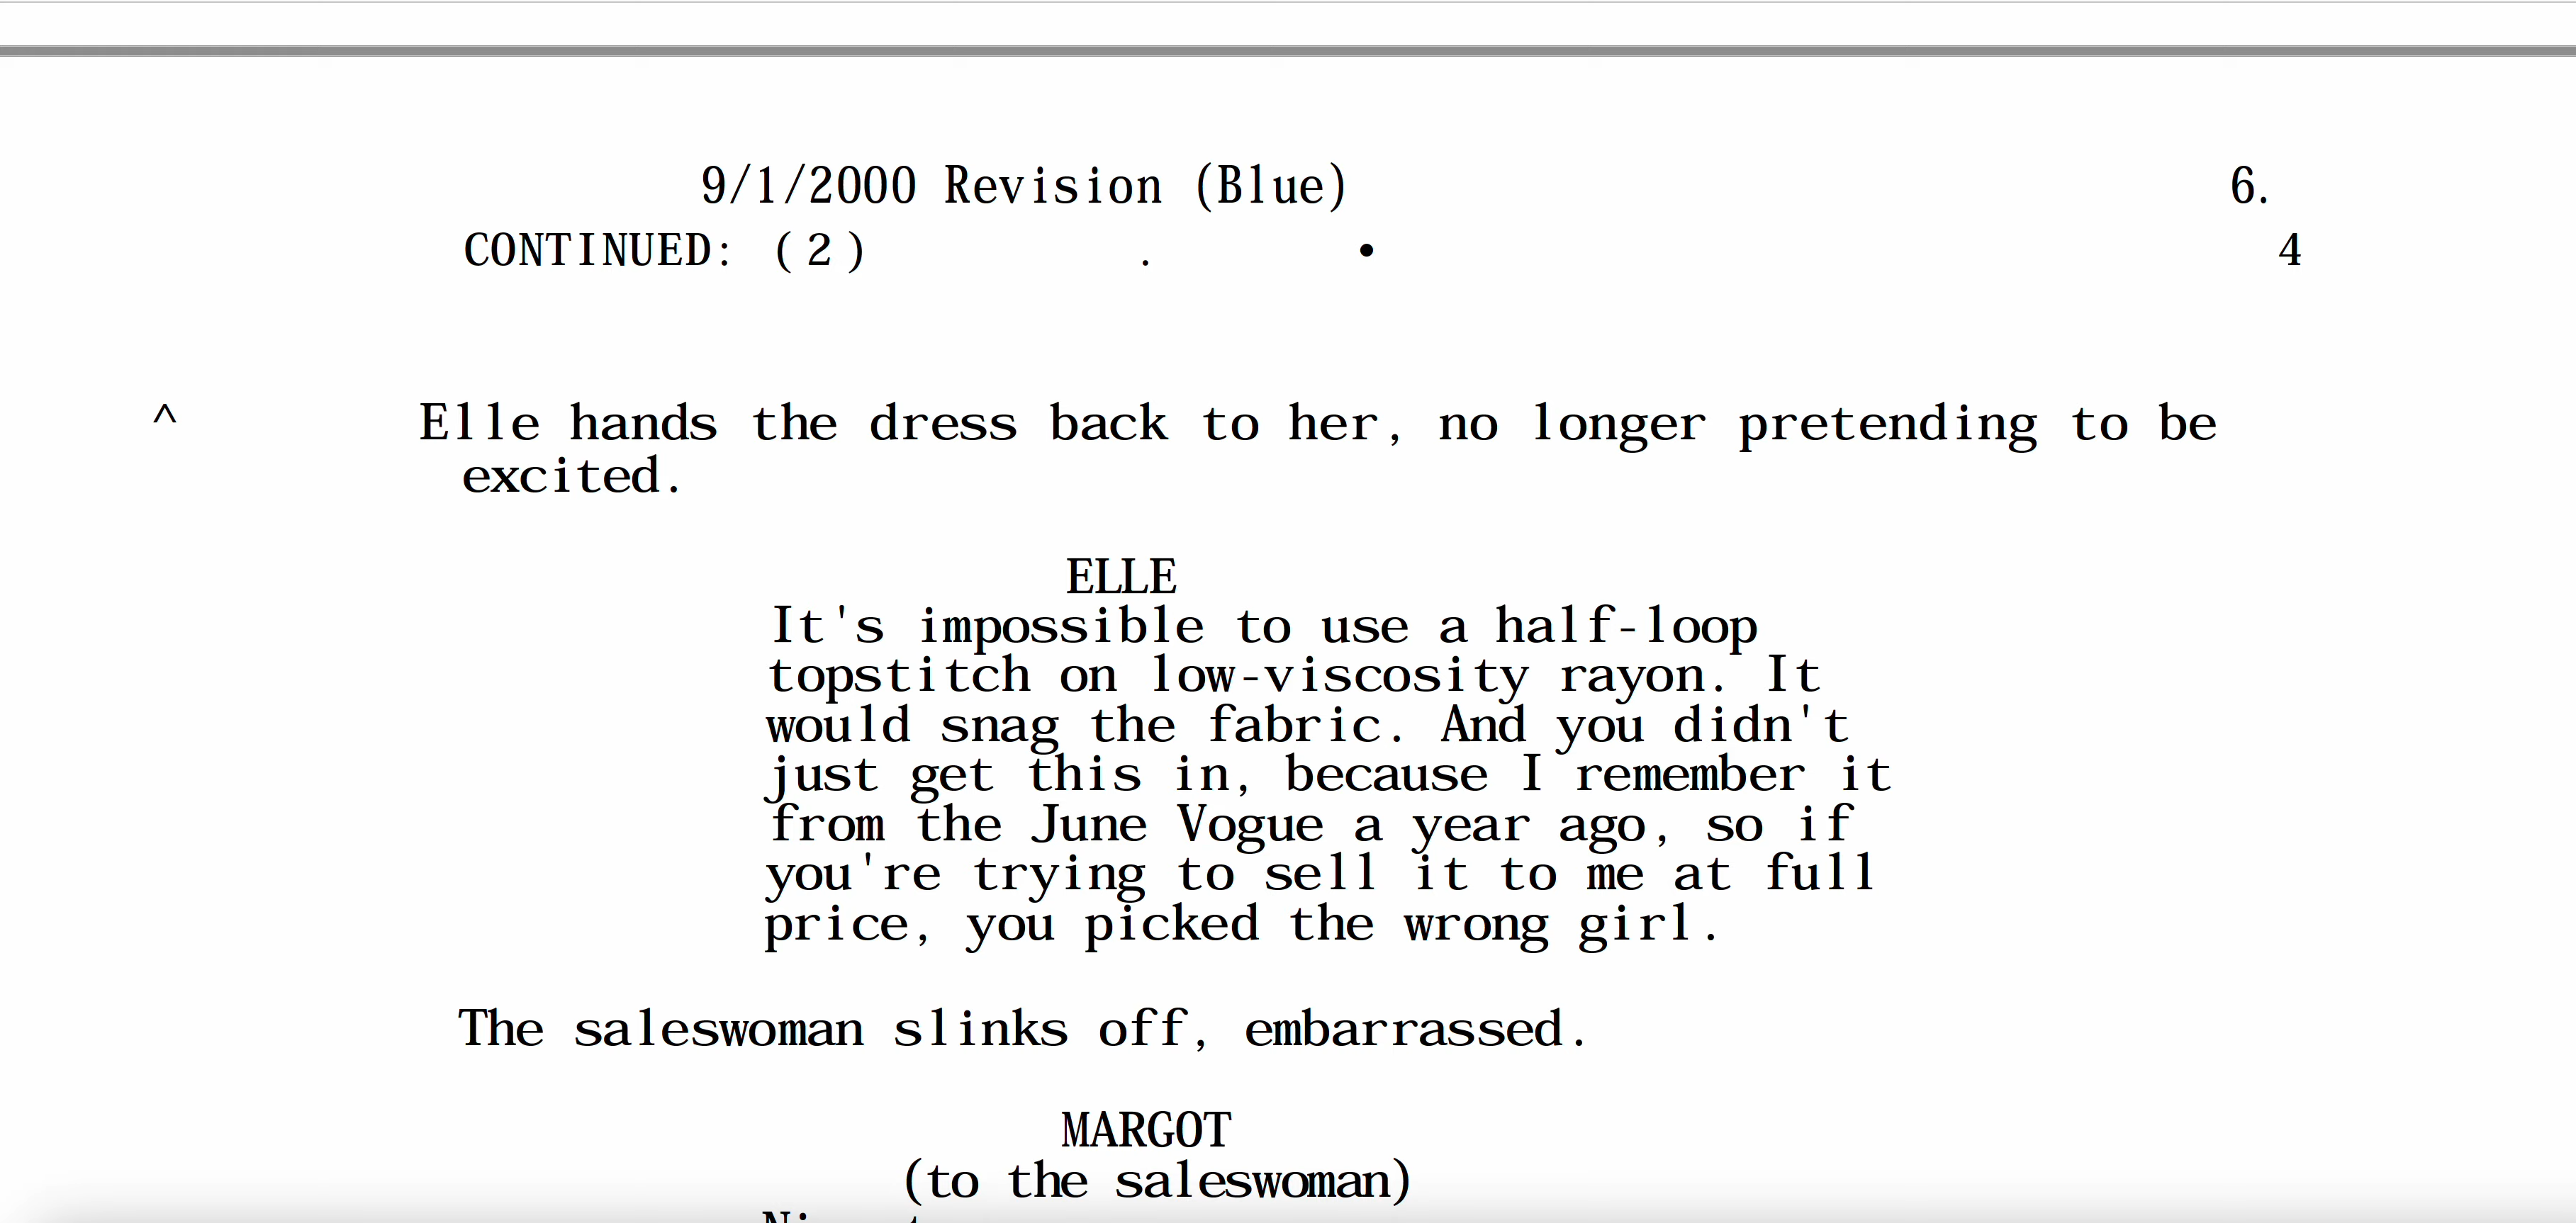 9/1/2000 Revision (Blue) 6.
CONTINUED: (2) . • 4
^ Elle hands the dress back to her, no longer pretending to be
excited.
ELLE
It's impossible to use a half-loop
topstitch on low-viscosity rayon. It
would snag the fabric. And you didn't
just get this in, because I remember it
from the June Vogue a year ago, so if
you're trying to sell it to me at full
price, you picked the wrong girl.
The saleswoman slinks off, embarrassed.
MARGOT
(to the saleswoman)